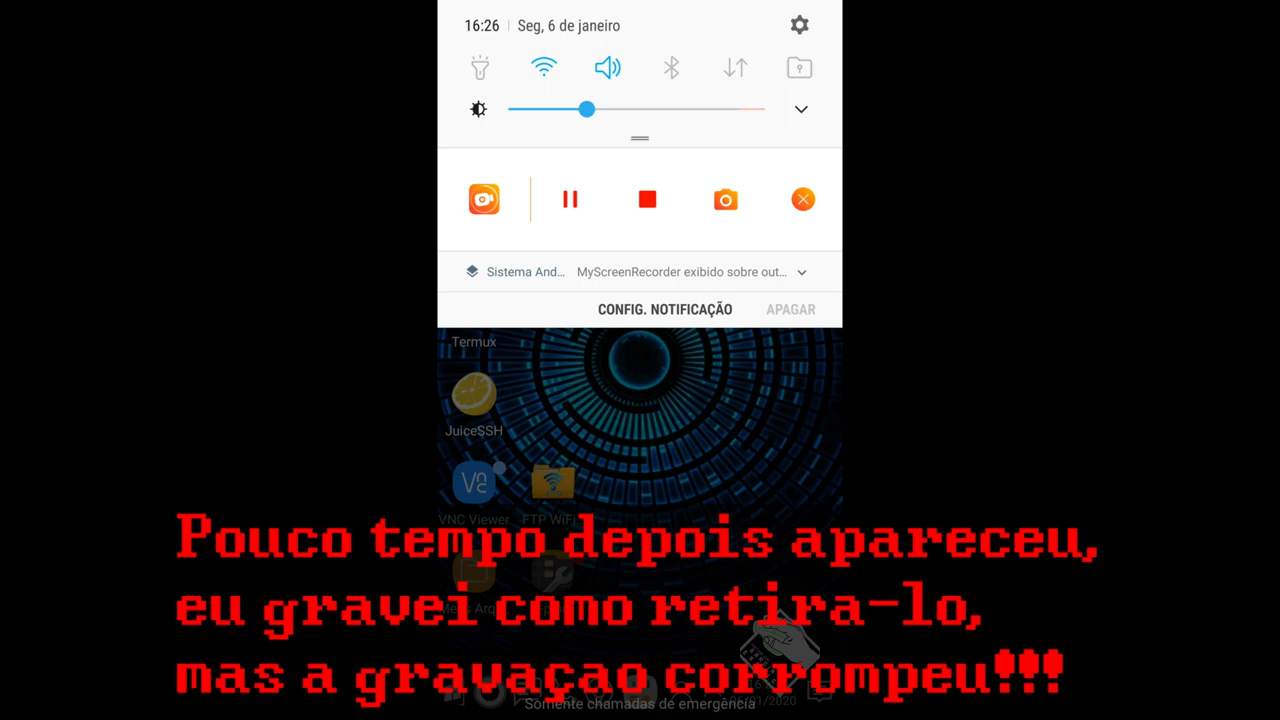 16:26 Seg, 6 de janeiro
Sistema And... MyScreenRecorder exibido sobre out...
CONFIG. NOTIFICAÇÃO APAGAR
Termux
JuiceSSH
VNC Viewer FTP WiFi
Pouco tempo depois apareceu,
eu gravei como retira-lo,
mas a gravaçao corrompeu!!!
Somente chamadas de emergência